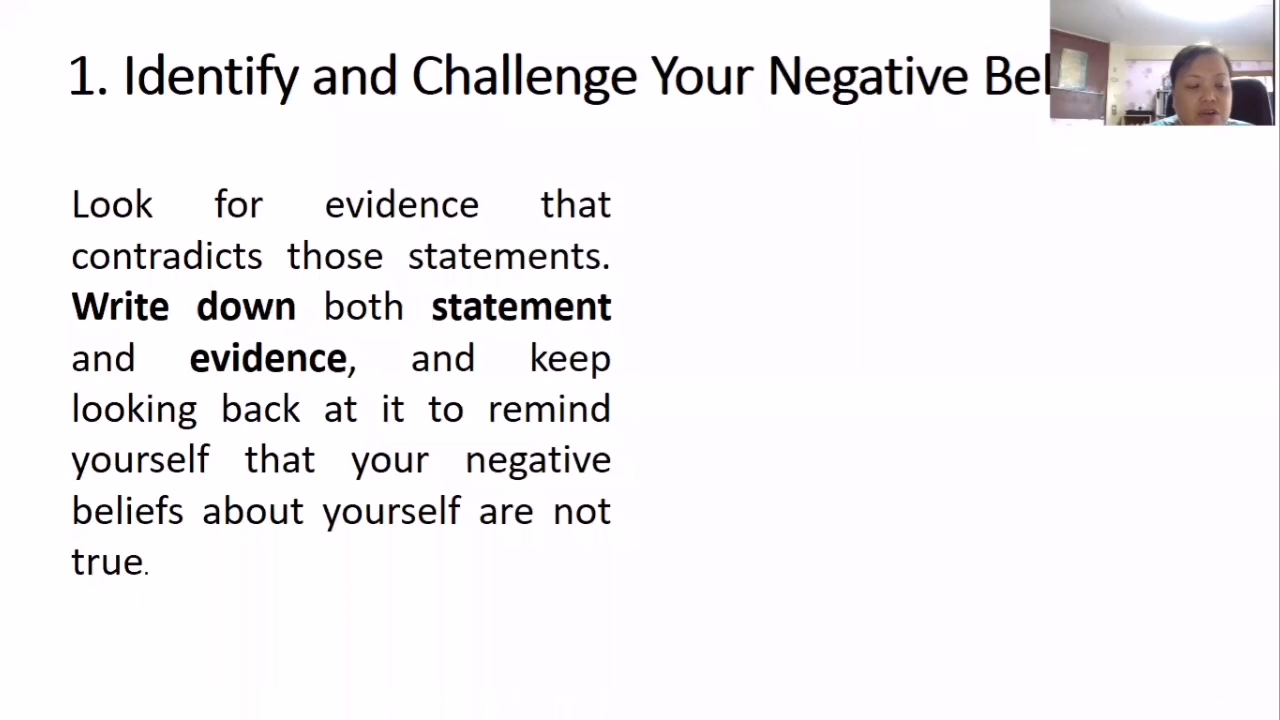 1. Identify and Challenge Your Negative Bel
Look for evidence that
contradicts those statements.
Write down both statement
and evidence, and keep
looking back at it to remind
yourself that your negative
beliefs about yourself are not
true.